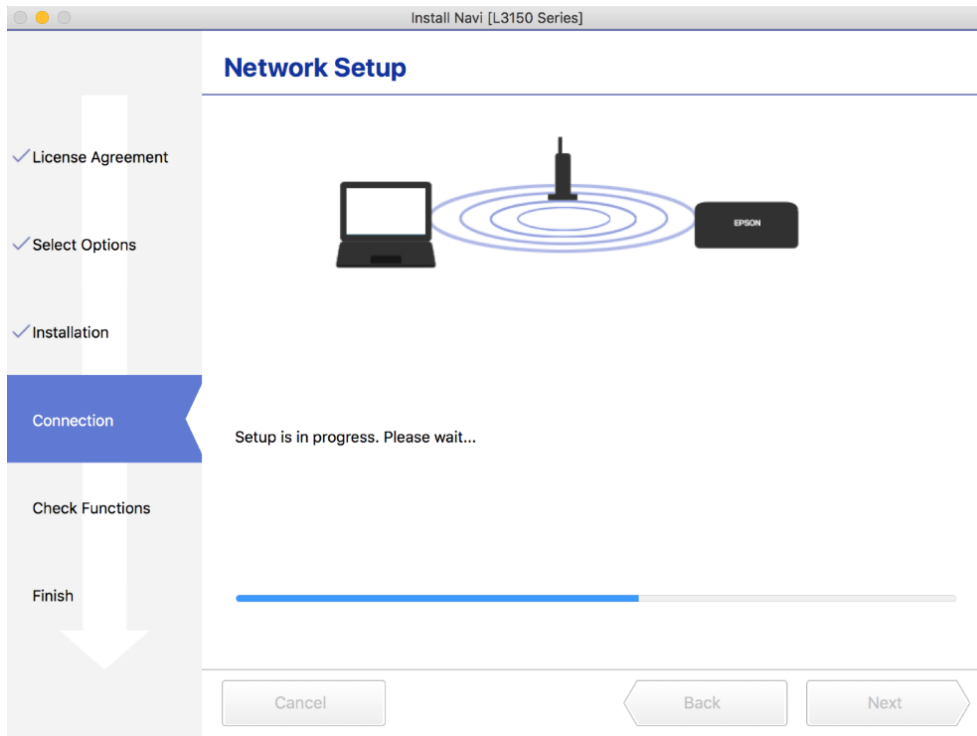 Install Navi [L3150 Series]
Network Setup
License Agreement
Select Options
Installation
Connection
Check Functions
Finish
EPSON
Setup is in progress. Please wait...
Cancel
Back
Next